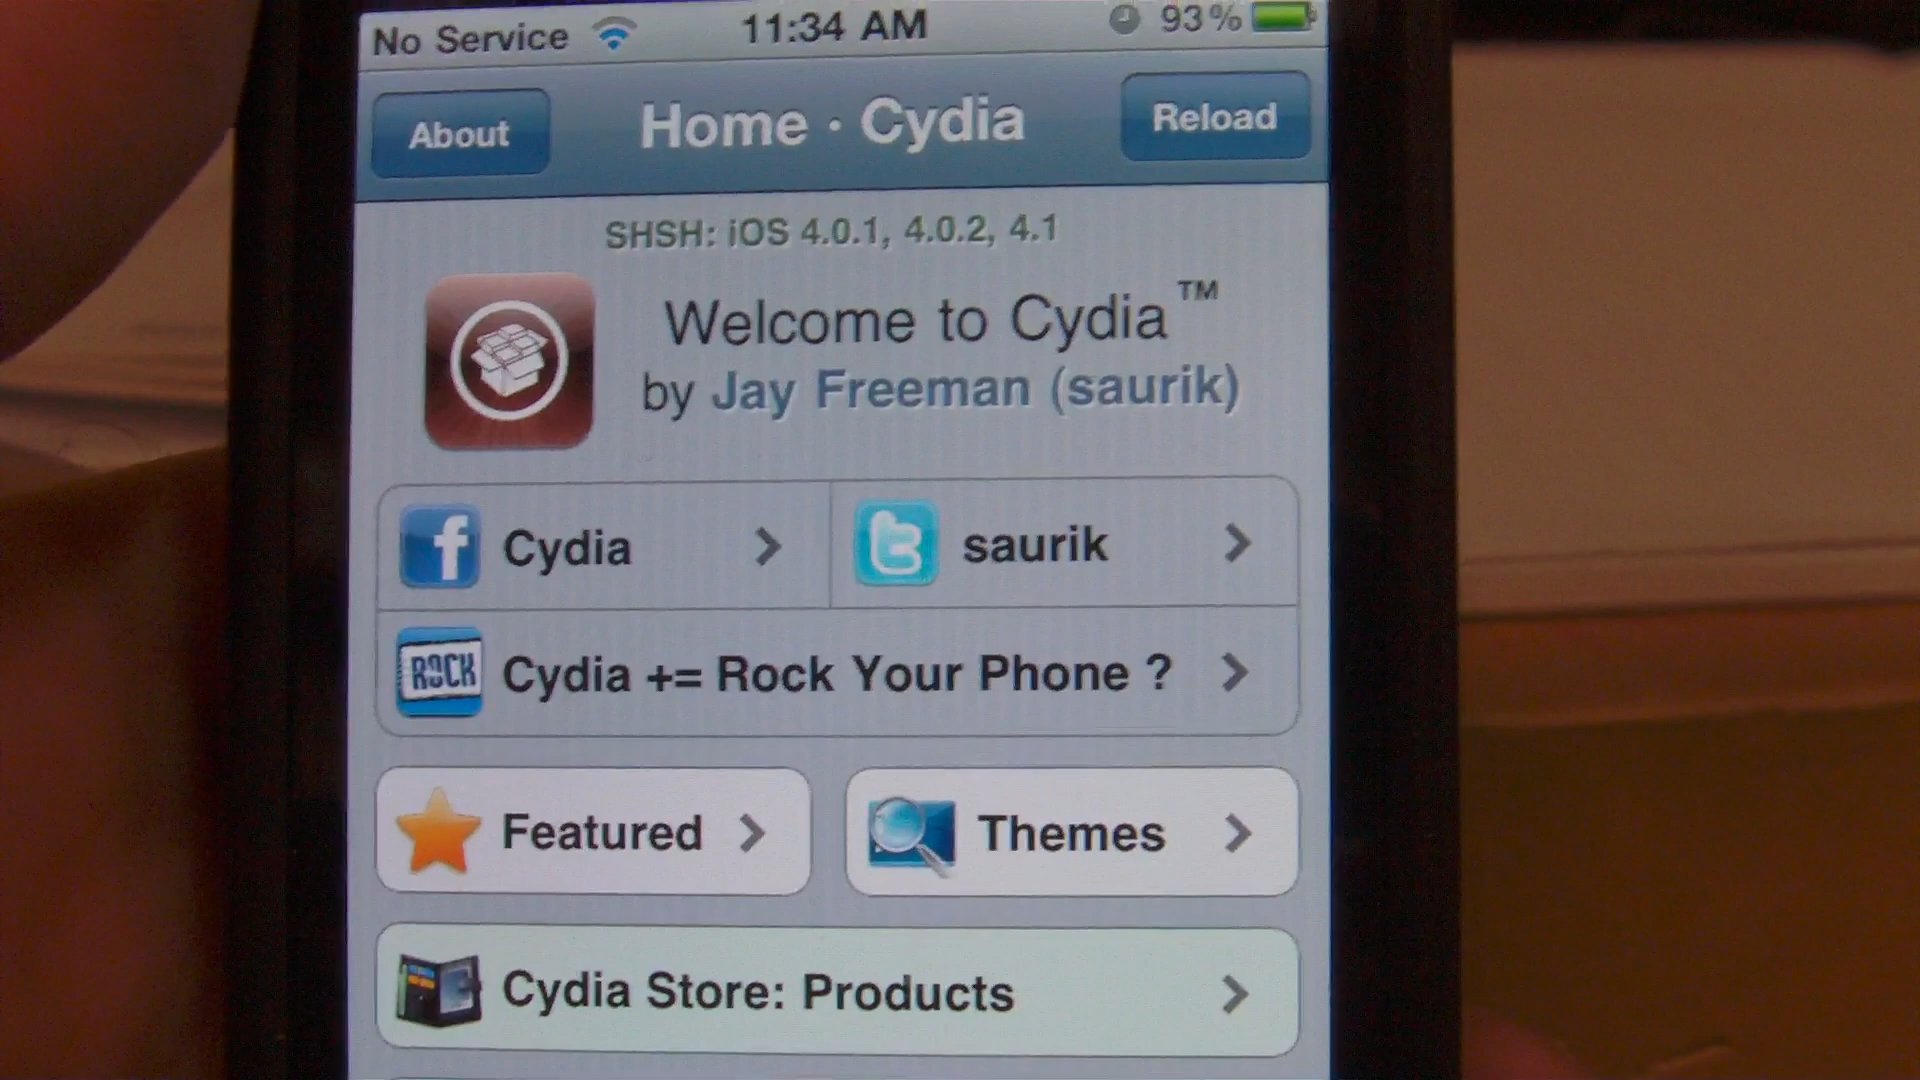 No Service 11:34 AM 93%
About Home · Cydia Reload
SHSH: iOS 4.0.1, 4.0.2, 4.1
Welcome to Cydia™
by Jay Freeman (saurik)
f Cydia t saurik
ROCK Cydia += Rock Your Phone ?
Featured Themes
Cydia Store: Products